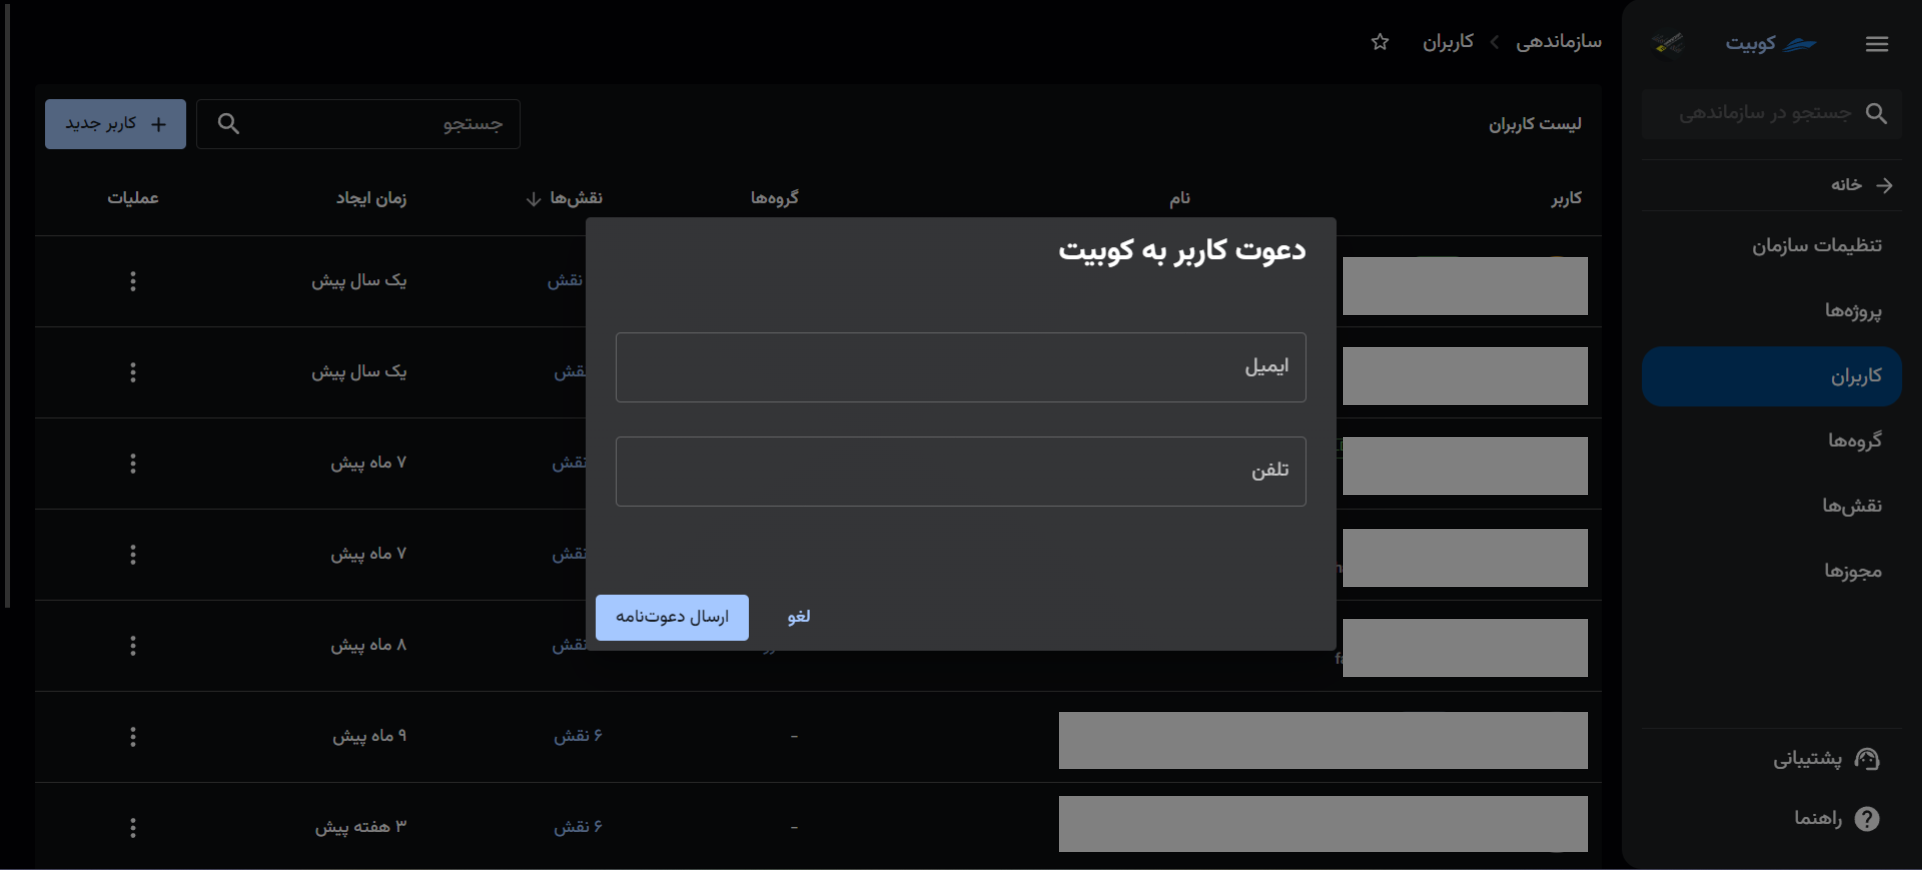 کوبیت
جستجو در سازماندهی
خانه
تنظیمات سازمان
پروژه‌ها
کاربران
گروه‌ها
نقش‌ها
مجوزها
پشتیبانی
راهنما
سازماندهی
کاربران
لیست کاربران
جستجو
کاربر جدید
کاربر
نام
گروه‌ها
نقش‌ها
زمان ایجاد
عملیات
نقش
یک سال پیش
نقش
یک سال پیش
نقش
۷ ماه پیش
نقش
۷ ماه پیش
نقش
۸ ماه پیش
-
۶ نقش
۹ ماه پیش
-
۶ نقش
۳ هفته پیش
دعوت کاربر به کوبیت
ایمیل
تلفن
لغو
ارسال دعوت‌نامه